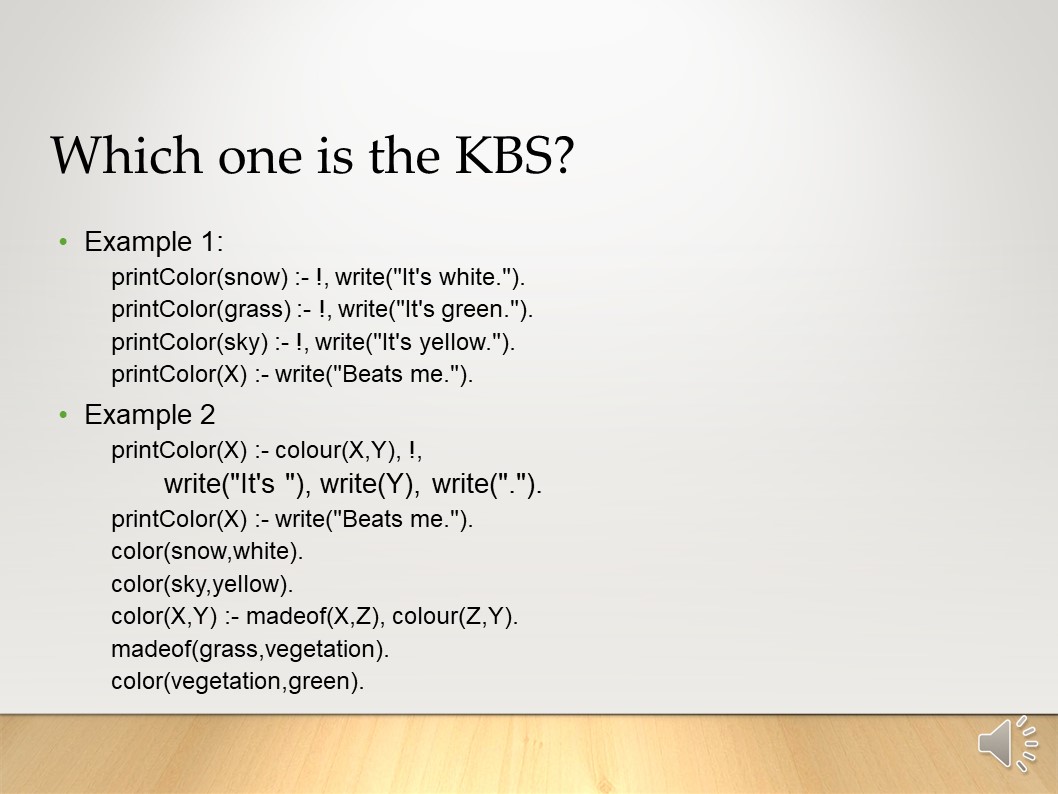 Which one is the KBS?
• Example 1:
printColor(snow) :- !, write("It's white.").
printColor(grass) :- !, write("It's green.").
printColor(sky) :- !, write("It's yellow.").
printColor(X) :- write("Beats me.").
• Example 2
printColor(X) :- colour(X,Y), !,
write("It's "), write(Y), write(".").
printColor(X) :- write("Beats me.").
color(snow,white).
color(sky,yellow).
color(X,Y) :- madeof(X,Z), colour(Z,Y).
madeof(grass,vegetation).
color(vegetation,green).